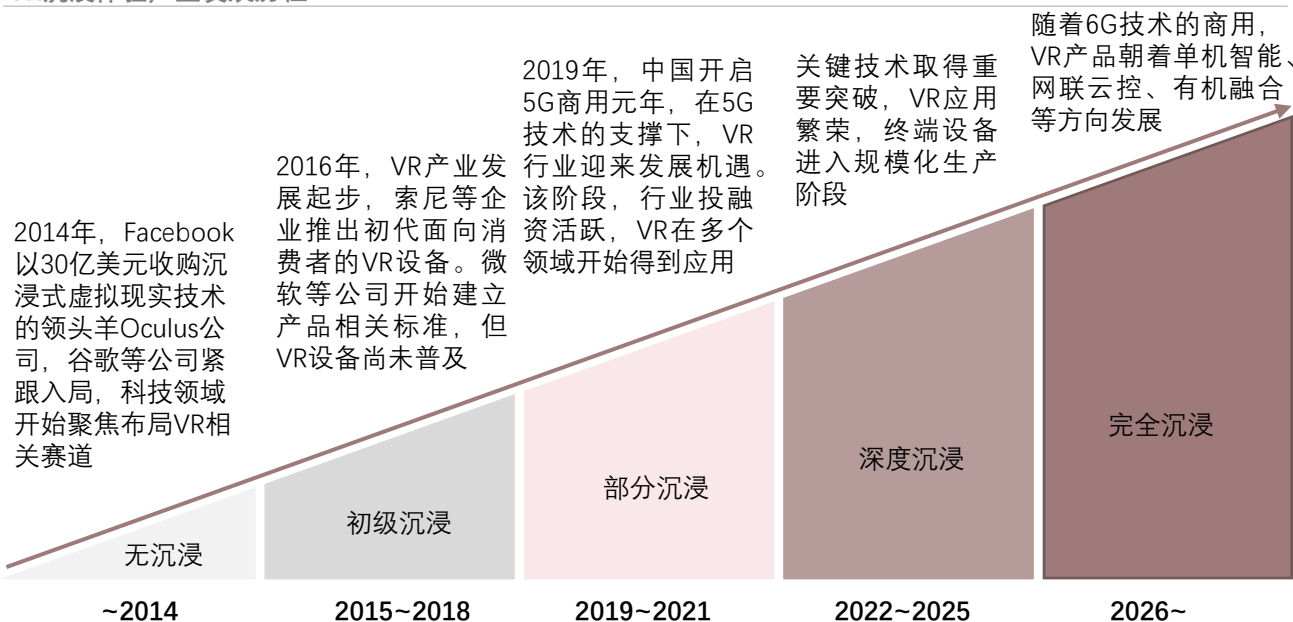 2014年，Facebook
以30亿美元收购沉
浸式虚拟现实技术
的领头羊Oculus公
司，谷歌等公司紧
跟入局，科技领域
开始聚焦布局VR相
关赛道
2016年，VR产业发
展起步，索尼等企
业推出初代面向消
费者的VR设备。微
软等公司开始建立
产品相关标准，但
VR设备尚未普及
2019年，中国开启
5G商用元年，在5G
技术的支撑下，VR
行业迎来发展机遇。
该阶段，行业投融
资活跃，VR在多个
领域开始得到应用
关键技术取得重
要突破，VR应用
繁荣，终端设备
进入规模化生产
阶段
随着6G技术的商用，
VR产品朝着单机智能、
网联云控、有机融合
等方向发展
无沉浸
初级沉浸
部分沉浸
深度沉浸
完全沉浸
~2014
2015~2018
2019~2021
2022~2025
2026~